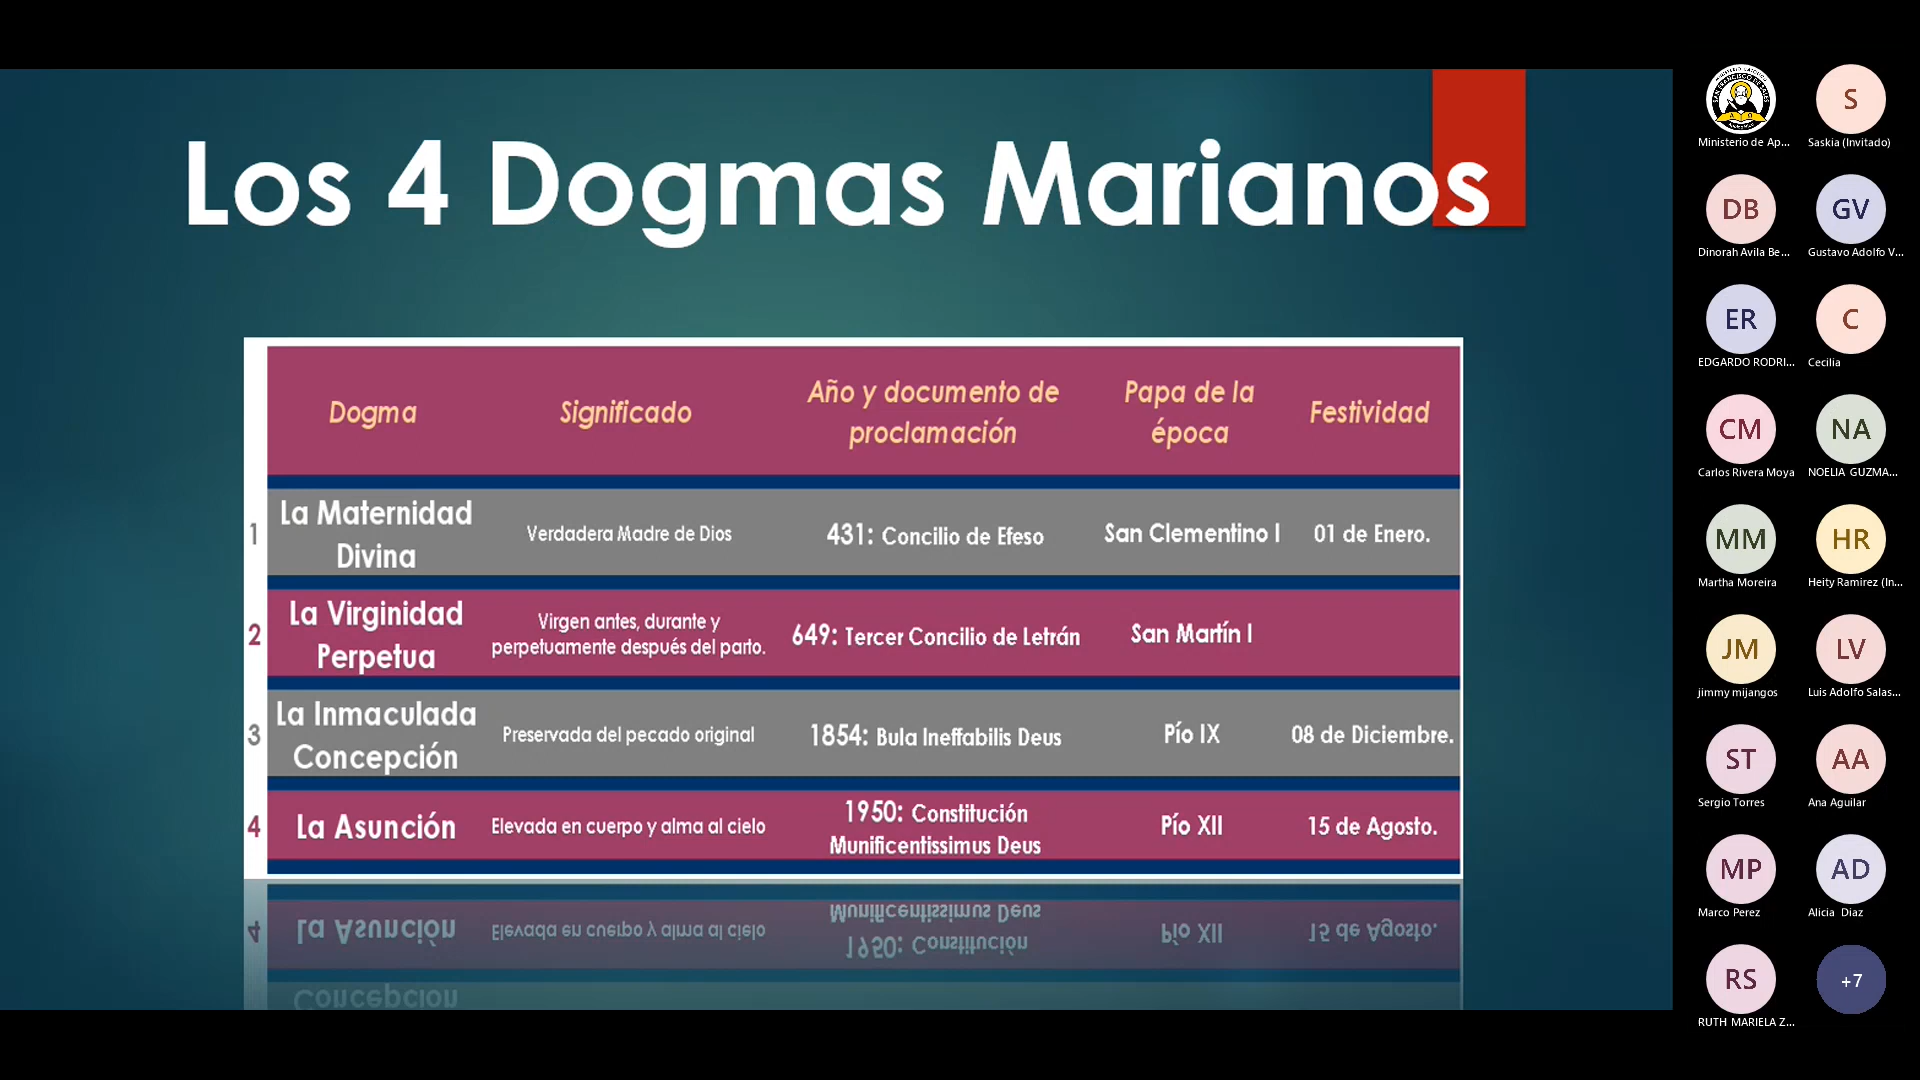 Los 4 Dogmas Marianos
Dogma
Significado
Año y documento de
proclamación
Papa de la
época
Festividad
1
La Maternidad
Divina
Verdadera Madre de Dios
431: Concilio de Efeso
San Clementino I
01 de Enero.
2
La Virginidad
Perpetua
Virgen antes, durante y
perpetuamente después del parto.
649: Tercer Concilio de Letrán
San Martín I
3
La Inmaculada
Concepción
Preservada del pecado original
1854: Bula Ineffabilis Deus
Pío IX
08 de Diciembre.
4
La Asunción
Elevada en cuerpo y alma al cielo
1950: Constitución
Munificentissimus Deus
Pío XII
15 de Agosto.
Ministerio de Ap...
S
Saskia (Invitado)
DB
Dinorah Avila Be...
GV
Gustavo Adolfo V...
ER
EDGARDO RODRI...
C
Cecilia
CM
Carlos Rivera Moya
NA
NOELIA GUZMA...
MM
Martha Moreira
HR
Heity Ramirez (In...
JM
jimmy mijangos
LV
Luis Adolfo Salas...
ST
Sergio Torres
AA
Ana Aguilar
MP
Marco Perez
AD
Alicia Diaz
RS
RUTH MARIELA Z...
+7